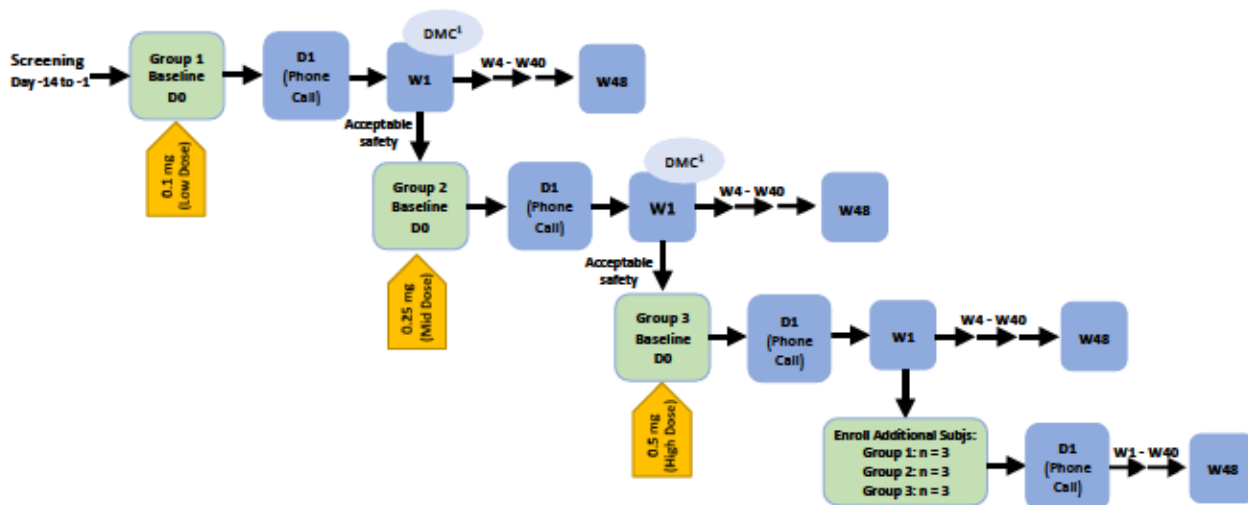 DMC¹
Screening
Day -14 to -1
Group 1
Baseline
D0
D1
(Phone
Call)
W1
W4 - W40
W48
0.1 mg
(Low Dose)
Acceptable
safety
DMC¹
Group 2
Baseline
D0
D1
(Phone
Call)
W1
W4 - W40
W48
0.25 mg
(Mid Dose)
Acceptable
safety
Group 3
Baseline
D0
D1
(Phone
Call)
W1
W4 - W40
W48
0.5 mg
(High Dose)
Enroll Additional Subjs:
Group 1: n = 3
Group 2: n = 3
Group 3: n = 3
D1
(Phone
Call)
W1 - W40
W48